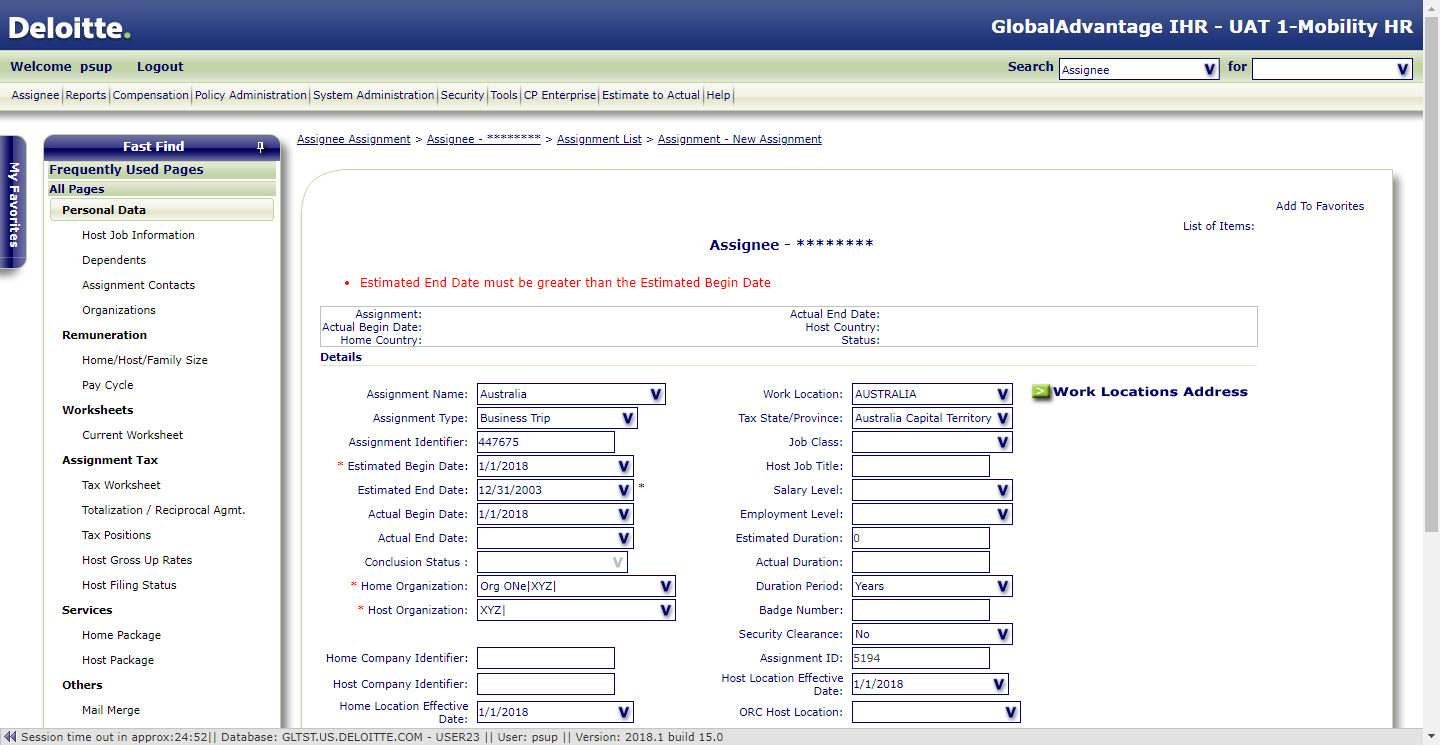 Deloitte.
GlobalAdvantage IHR - UAT 1-Mobility HR
Welcome psup Logout
Search Assignee V for V
Assignee Reports Compensation Policy Administration System Administration Security Tools CP Enterprise Estimate to Actual Help
My Favorites
Fast Find
Frequently Used Pages
All Pages
Personal Data
Host Job Information
Dependents
Assignment Contacts
Organizations
Remuneration
Home/Host/Family Size
Pay Cycle
Worksheets
Current Worksheet
Assignment Tax
Tax Worksheet
Totalization / Reciprocal Agmt.
Tax Positions
Host Gross Up Rates
Host Filing Status
Services
Home Package
Host Package
Others
Mail Merge
Assignee Assignment > Assignee - ******** > Assignment List > Assignment - New Assignment
Add To Favorites
List of Items:
Assignee - ********
• Estimated End Date must be greater than the Estimated Begin Date
Assignment: Actual End Date:
Actual Begin Date: Host Country:
Home Country: Status:
Details
Assignment Name: Australia V Work Location: AUSTRALIA V > Work Locations Address
Assignment Type: Business Trip V Tax State/Province: Australia Capital Territory V
Assignment Identifier: 447675 Job Class: V
* Estimated Begin Date: 1/1/2018 V Host Job Title:
Estimated End Date: 12/31/2003 V * Salary Level: V
Actual Begin Date: 1/1/2018 V Employment Level: V
Actual End Date: V Estimated Duration: 0
Conclusion Status : V Actual Duration:
* Home Organization: Org ONe|XYZ| V Duration Period: Years V
* Host Organization: XYZ| V Badge Number:
Security Clearance: No V
Home Company Identifier: Assignment ID: 5194
Host Company Identifier: Host Location Effective Date: 1/1/2018 V
Home Location Effective Date: 1/1/2018 V ORC Host Location: V
Session time out in approx:24:52|| Database: GLTST.US.DELOITTE.COM - USER23 || User: psup || Version: 2018.1 build 15.0